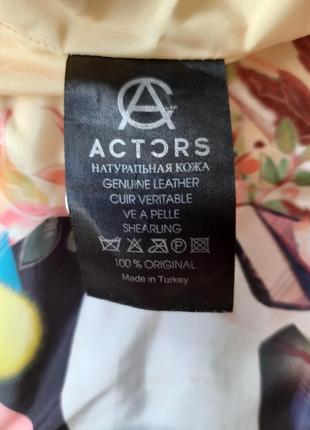 ACTORS
НАТУРАЛЬНАЯ КОЖА
GENUINE LEATHER
CUIR VERITABLE
VE A PELLE
SHEARLING
100 % ORIGINAL
Made in Turkey